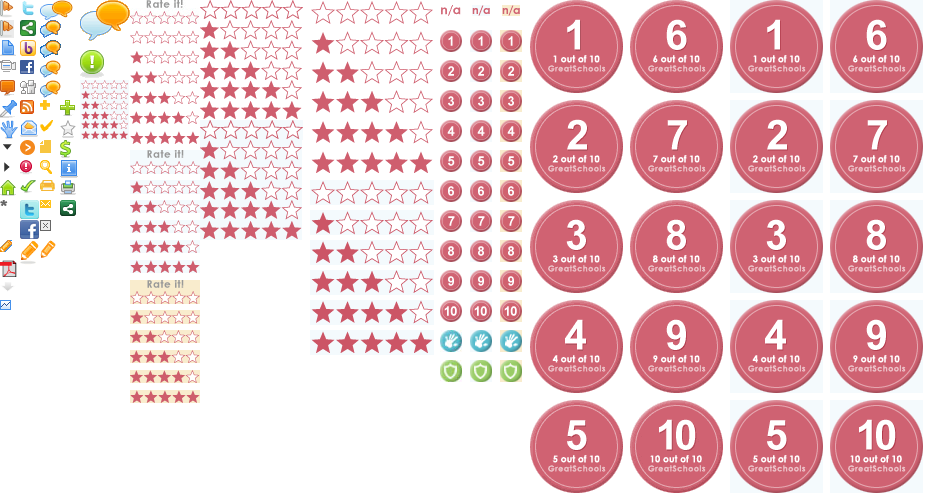 Rate it!
Rate it!
Rate it!
n/a n/a n/a
1 1 1
2 2 2
3 3 3
4 4 4
5 5 5
6 6 6
7 7 7
8 8 8
9 9 9
10 10 10
1
1 out of 10
GreatSchools
6
6 out of 10
GreatSchools
1
1 out of 10
GreatSchools
6
6 out of 10
GreatSchools
2
2 out of 10
GreatSchools
7
7 out of 10
GreatSchools
2
2 out of 10
GreatSchools
7
7 out of 10
GreatSchools
3
3 out of 10
GreatSchools
8
8 out of 10
GreatSchools
3
3 out of 10
GreatSchools
8
8 out of 10
GreatSchools
4
4 out of 10
GreatSchools
9
9 out of 10
GreatSchools
4
4 out of 10
GreatSchools
9
9 out of 10
GreatSchools
5
5 out of 10
GreatSchools
10
10 out of 10
GreatSchools
5
5 out of 10
GreatSchools
10
10 out of 10
GreatSchools